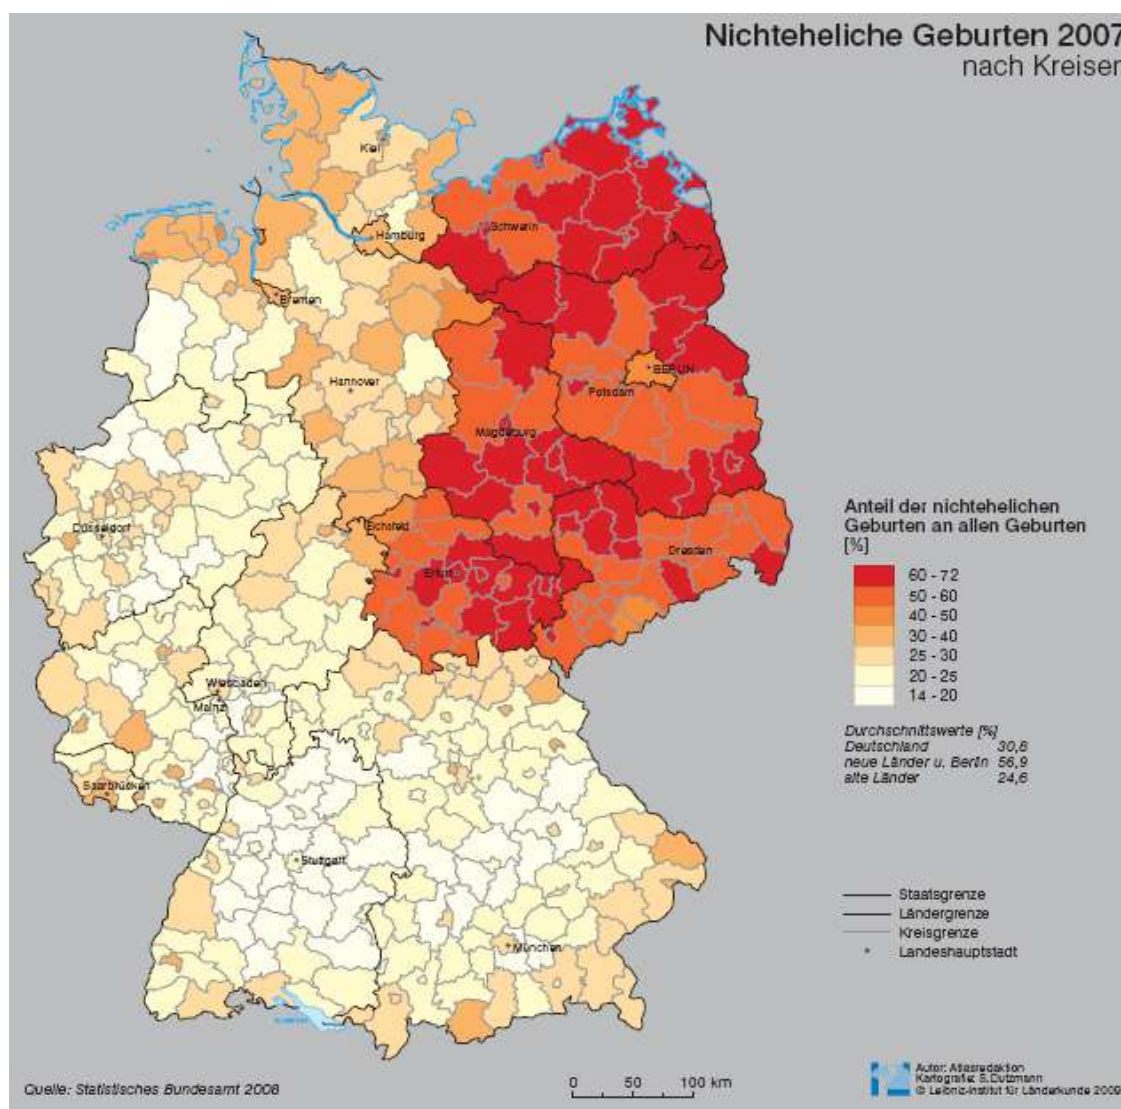 Nichteheliche Geburten 2007
nach Kreisen
Kiel
Schwerin
Hamburg
Bremen
BERLIN
Hannover
Potsdam
Magdeburg
Anteil der nichtehelichen
Geburten an allen Geburten
[%]
Düsseldorf
Eichsfeld
Dresden
Erfurt
60 - 72
50 - 60
40 - 50
30 - 40
25 - 30
20 - 25
14 - 20
Wiesbaden
Mainz
Durchschnittswerte [%]
Deutschland 30,8
neue Länder u. Berlin 56,9
alte Länder 24,6
Saarbrücken
Stuttgart
Staatsgrenze
Ländergrenze
Kreisgrenze
Landeshauptstadt
München
Quelle: Statistisches Bundesamt 2008
0 50 100 km
Autor: Atlasredaktion
Kartografie: S.Dutzmann
© Leibniz-Institut für Länderkunde 2009